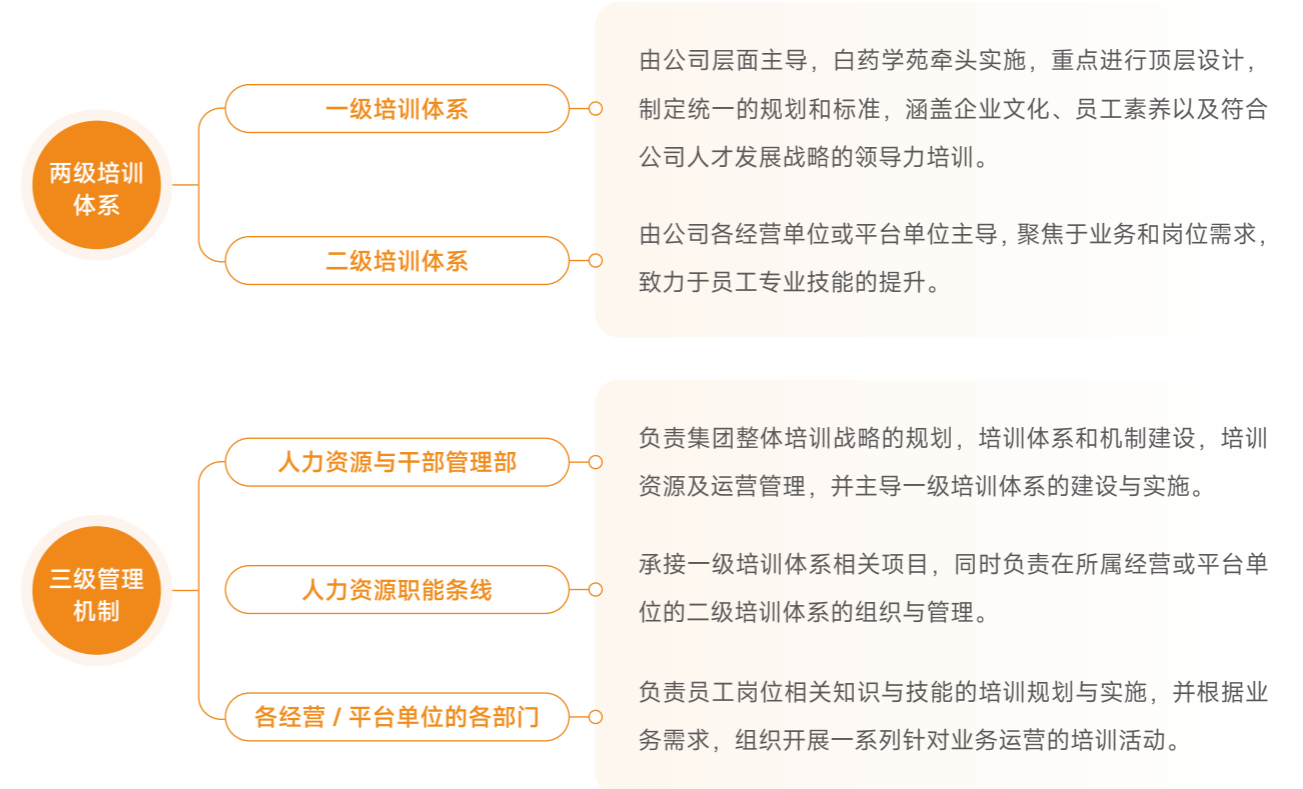 两级培训
体系
一级培训体系
由公司层面主导，白药学苑牵头实施，重点进行顶层设计，
制定统一的规划和标准，涵盖企业文化、员工素养以及符合
公司人才发展战略的领导力培训。
二级培训体系
由公司各经营单位或平台单位主导，聚焦于业务和岗位需求，
致力于员工专业技能的提升。
三级管理
机制
人力资源与干部管理部
负责集团整体培训战略的规划，培训体系和机制建设，培训
资源及运营管理，并主导一级培训体系的建设与实施。
人力资源职能条线
承接一级培训体系相关项目，同时负责在所属经营或平台单
位的二级培训体系的组织与管理。
各经营 / 平台单位的各部门
负责员工岗位相关知识与技能的培训规划与实施，并根据业
务需求，组织开展一系列针对业务运营的培训活动。